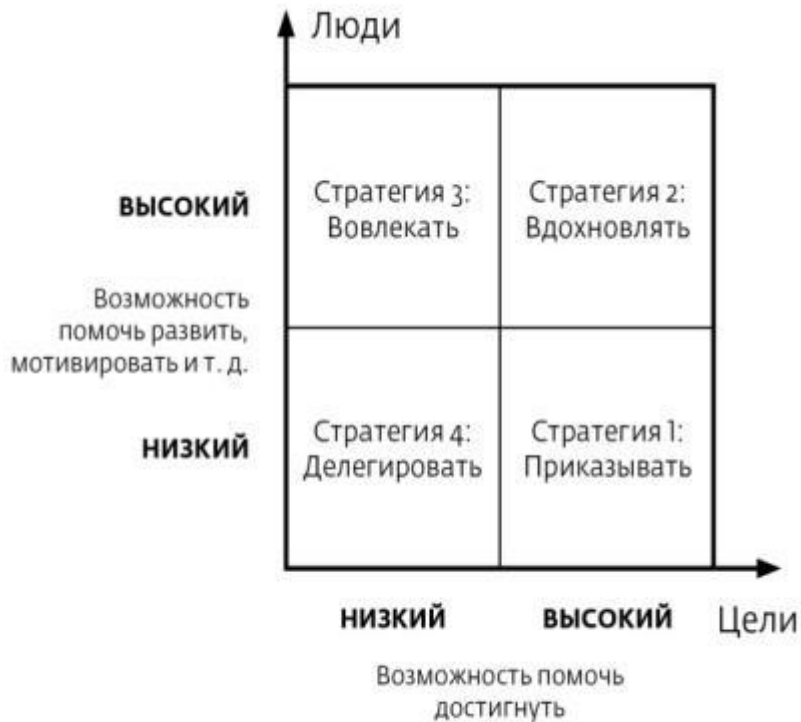 Люди
ВЫСОКИЙ
Возможность
помочь развить,
мотивировать и т. д.
НИЗКИЙ
Стратегия 3:
Вовлекать
Стратегия 2:
Вдохновлять
Стратегия 4:
Делегировать
Стратегия 1:
Приказывать
НИЗКИЙ
ВЫСОКИЙ
Цели
Возможность помочь
достигнуть